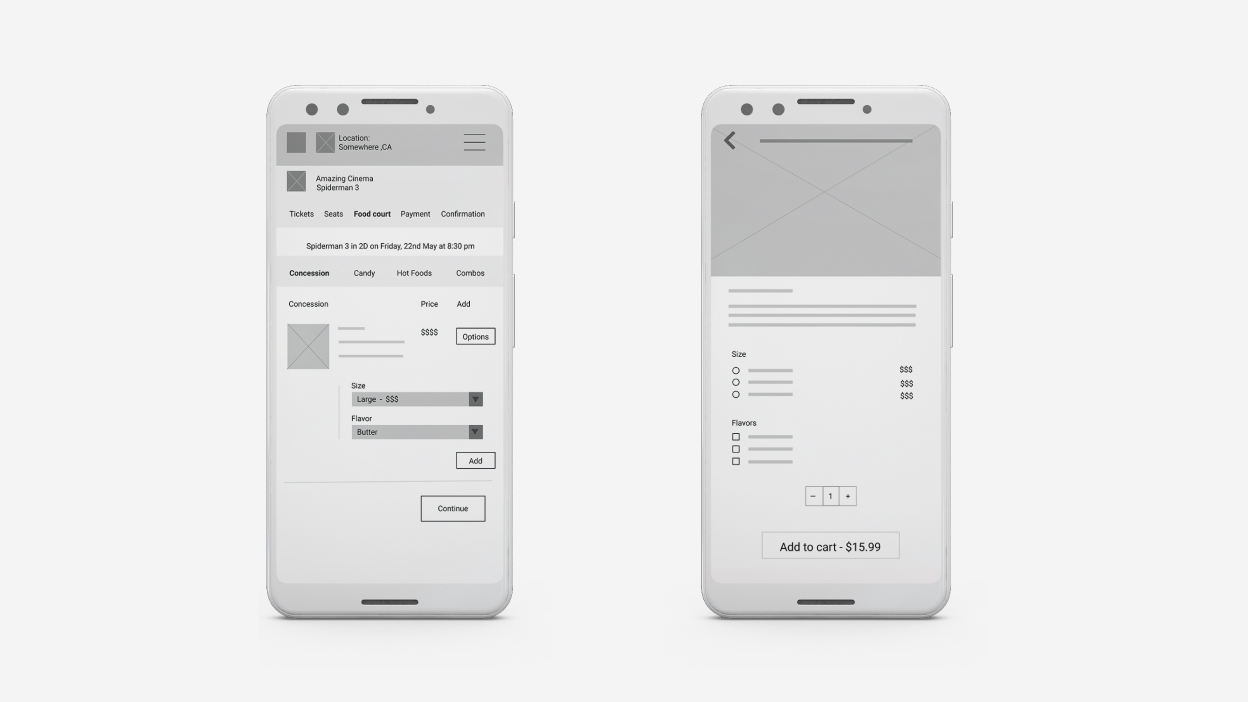 Location:
Somewhere ,CA
Amazing Cinema
Spiderman 3
Tickets Seats Food court Payment Confirmation
Spiderman 3 in 2D on Friday, 22nd May at 8:30 pm
Concession Candy Hot Foods Combos
Concession Price Add
$$$$ Options
Size
Large - $$$
Flavor
Butter
Add
Continue
Size
$$$
$$$
$$$
Flavors
– 1 +
Add to cart - $15.99